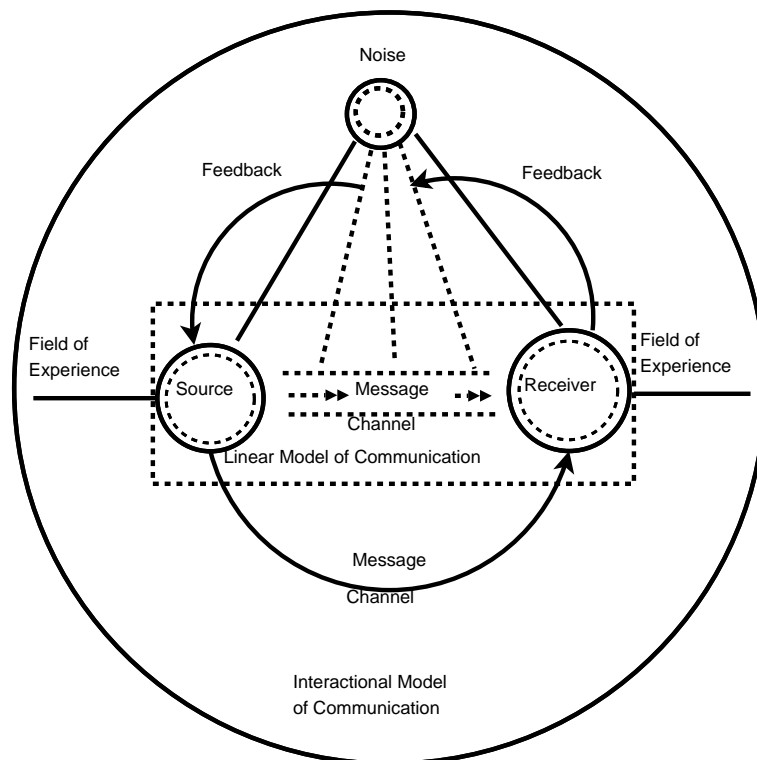 Noise
Feedback
Feedback
Field of
Experience
Field of
Experience
Source
Message
Receiver
Channel
Linear Model of Communication
Message
Channel
Interactional Model
of Communication